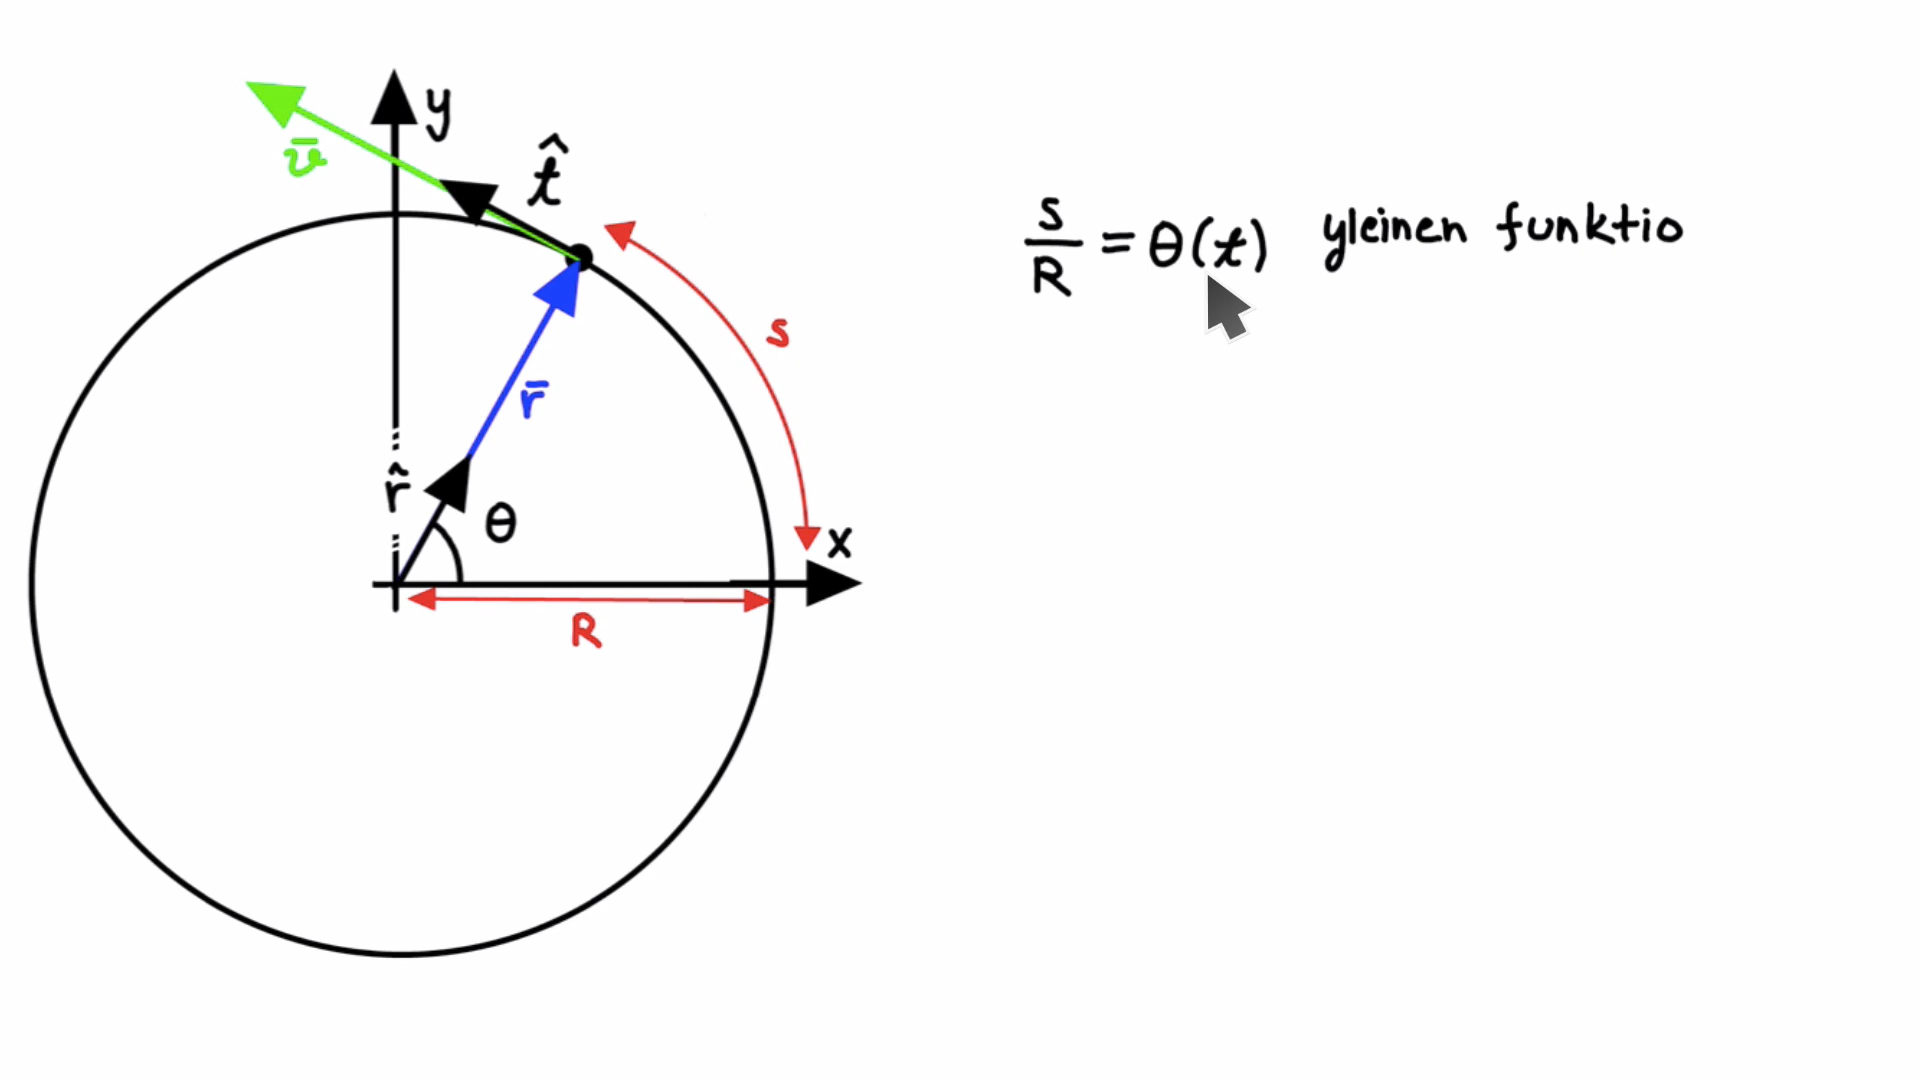 y
v̄
t̂
s
r̄
r̂
θ
x
R
s/R = θ(t) yleinen funktio